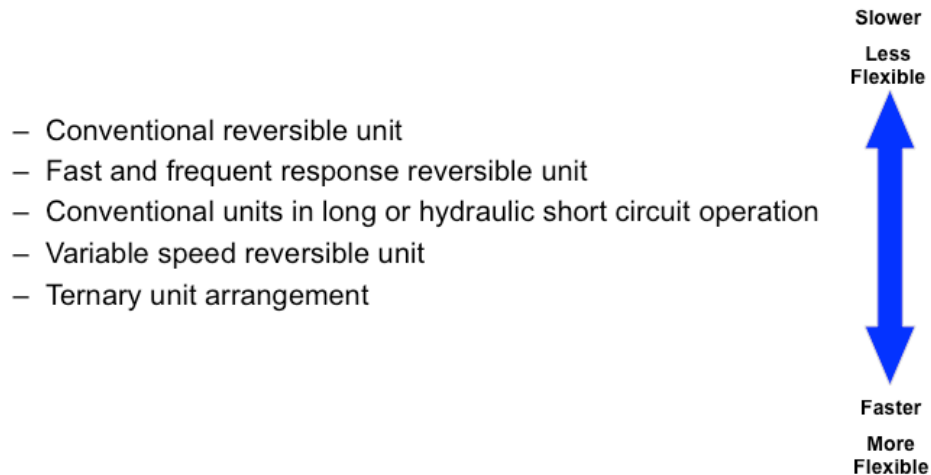 Slower
Less
Flexible
– Conventional reversible unit
– Fast and frequent response reversible unit
– Conventional units in long or hydraulic short circuit operation
– Variable speed reversible unit
– Ternary unit arrangement
Faster
More
Flexible